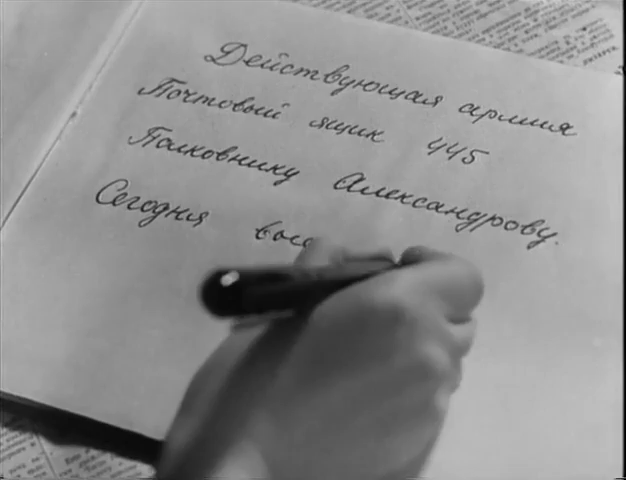 Действующая армия
Почтовый ящик 445
Полковнику Александрову.
Сегодня